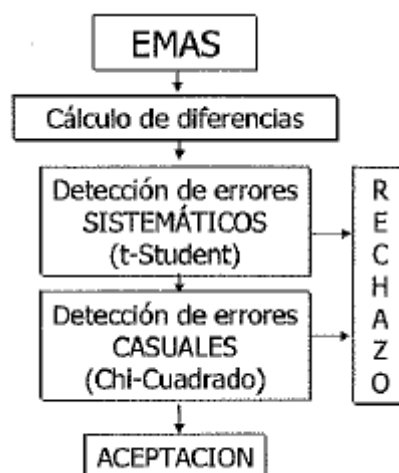 EMAS
Cálculo de diferencias
Detección de errores
SISTEMÁTICOS
(t-Student)
Detección de errores
CASUALES
(Chi-Cuadrado)
ACEPTACION
R
E
C
H
A
Z
O